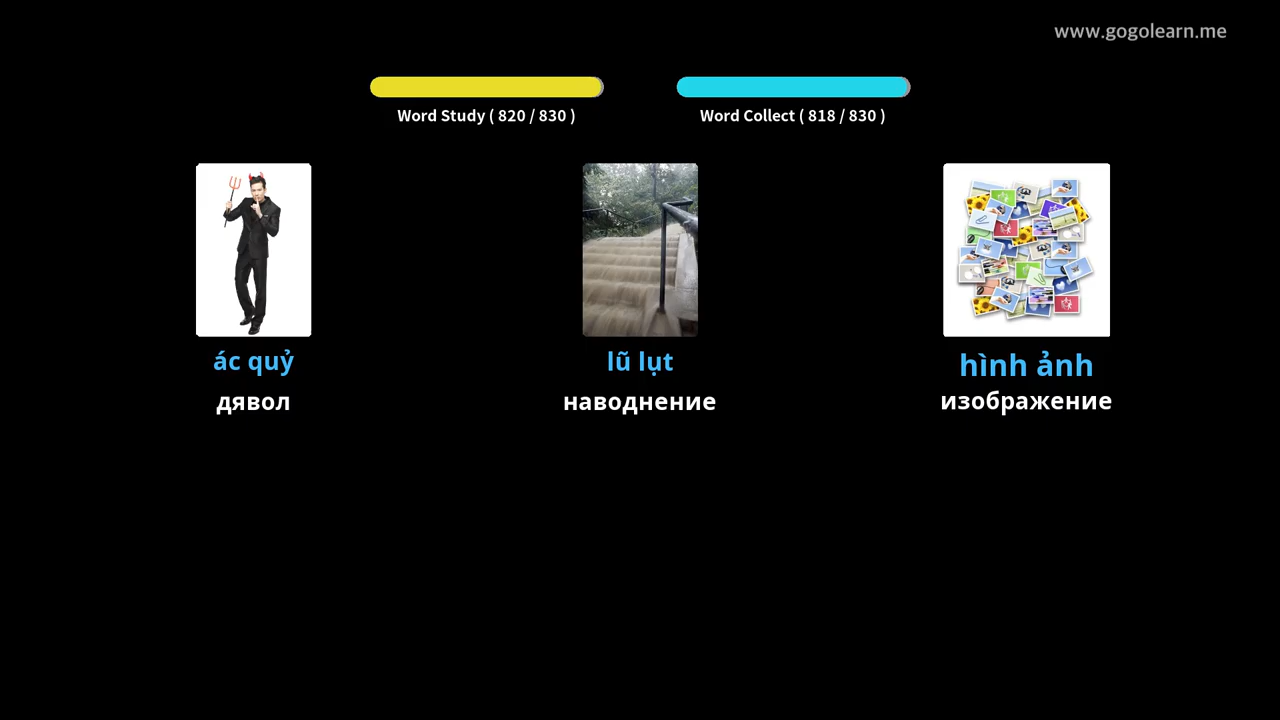 www.gogolearn.me
Word Study ( 820 / 830 )
Word Collect ( 818 / 830 )
ác quỷ
lũ lụt
hình ảnh
дявол
наводнение
изображение